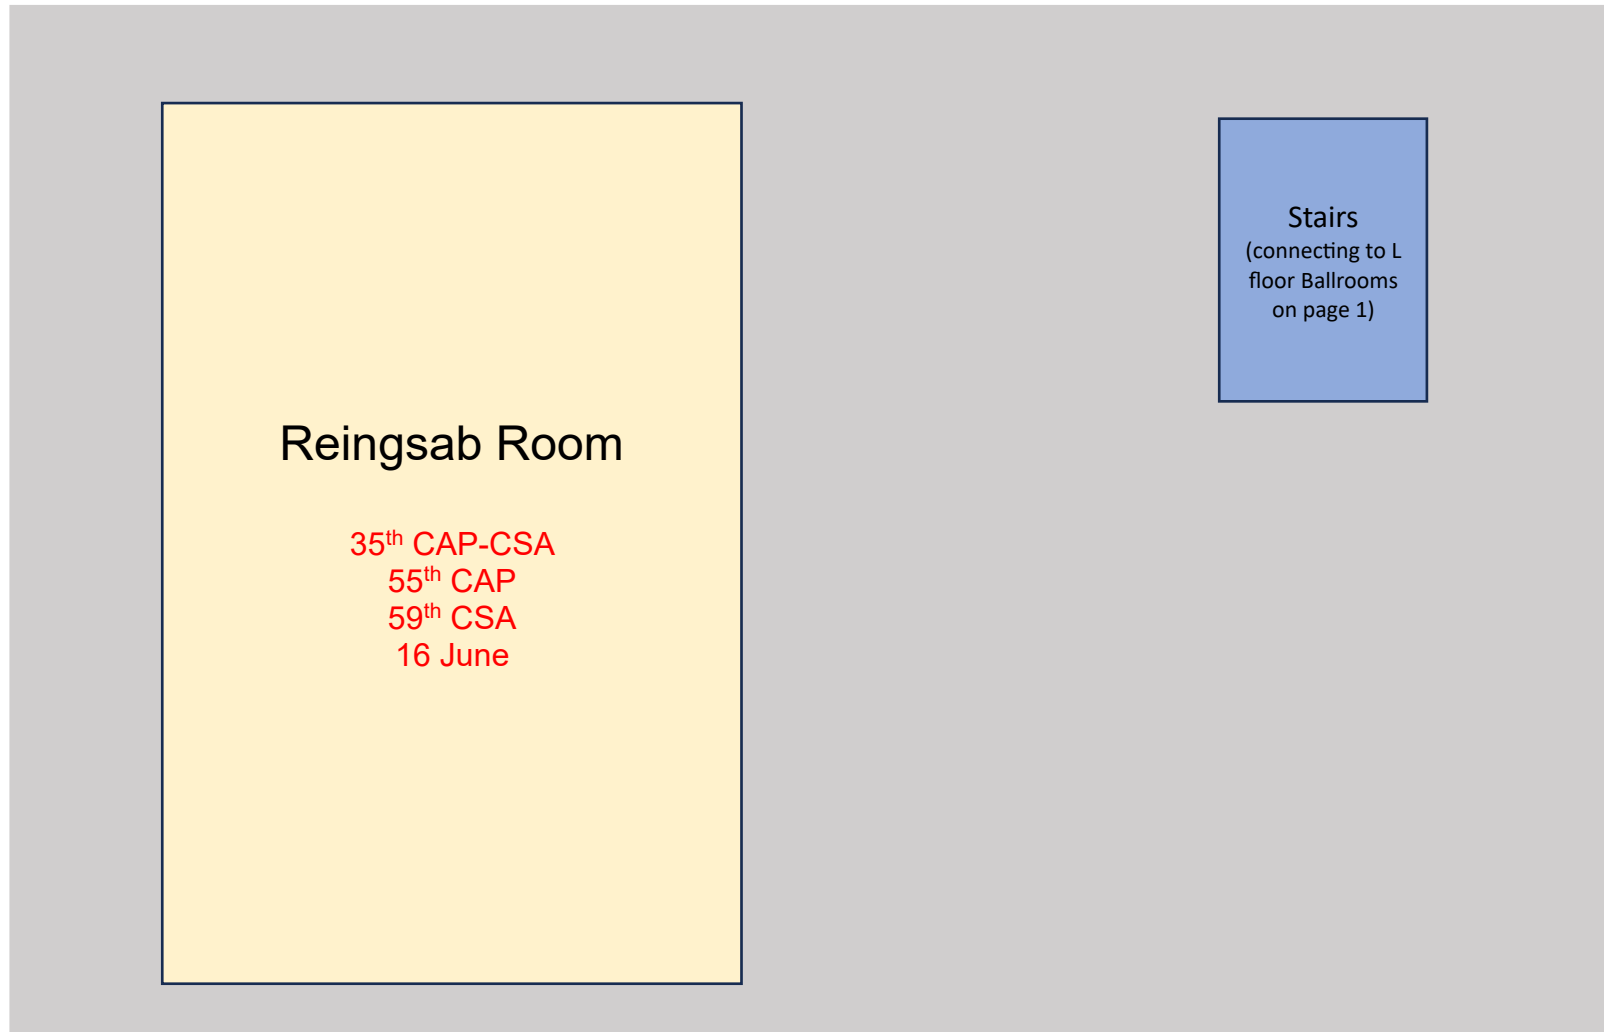 Reingsab Room
35th CAP-CSA
55th CAP
59th CSA
16 June
Stairs
(connecting to L
floor Ballrooms
on page 1)